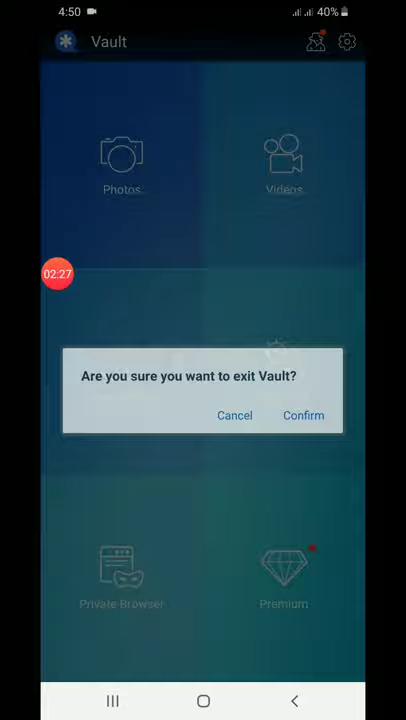 4:50
40%
Vault
Photos
Videos
02:27
Are you sure you want to exit Vault?
Cancel
Confirm
Private Browser
Premium